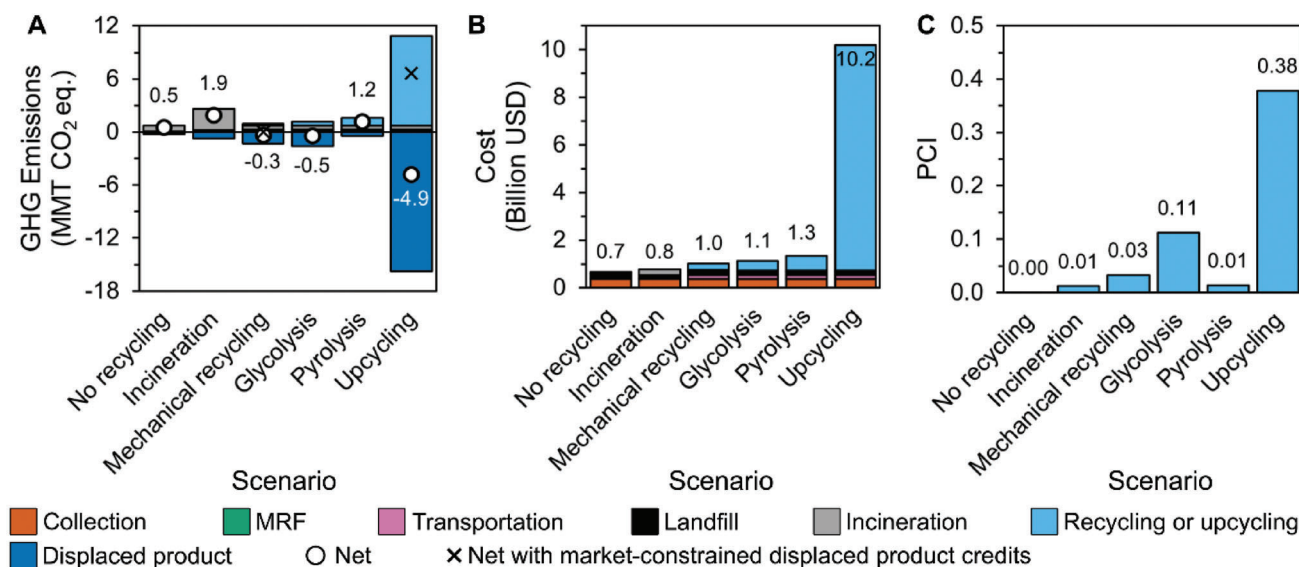 A
GHG Emissions
(MMT CO₂ eq.)
12
6
0
-6
-12
-18
0.5
1.9
-0.3
-0.5
1.2
-4.9
No recycling
Incineration
Mechanical recycling
Glycolysis
Pyrolysis
Upcycling
Scenario
B
Cost
(Billion USD)
10
8
6
4
2
0
0.7
0.8
1.0
1.1
1.3
10.2
No recycling
Incineration
Mechanical recycling
Glycolysis
Pyrolysis
Upcycling
Scenario
C
PCI
0.5
0.4
0.3
0.2
0.1
0.0
0.00
0.01
0.03
0.11
0.01
0.38
No recycling
Incineration
Mechanical recycling
Glycolysis
Pyrolysis
Upcycling
Scenario
Collection MRF Transportation Landfill Incineration Recycling or upcycling
Displaced product Net Net with market-constrained displaced product credits